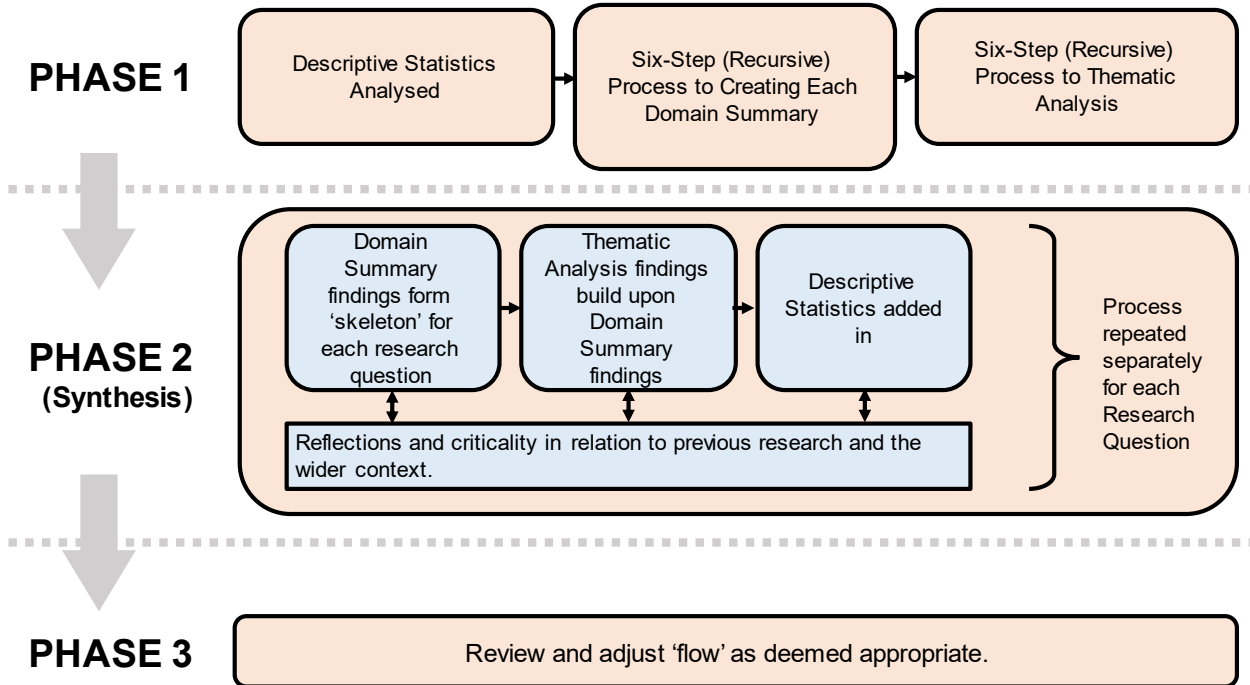 PHASE 1
Descriptive Statistics
Analysed
Six-Step (Recursive)
Process to Creating Each
Domain Summary
Six-Step (Recursive)
Process to Thematic
Analysis
PHASE 2
(Synthesis)
Domain
Summary
findings form
‘skeleton’ for
each research
question
Thematic
Analysis findings
build upon
Domain
Summary
findings
Descriptive
Statistics added
in
Reflections and criticality in relation to previous research and the
wider context.
Process
repeated
separately
for each
Research
Question
PHASE 3
Review and adjust ‘flow’ as deemed appropriate.